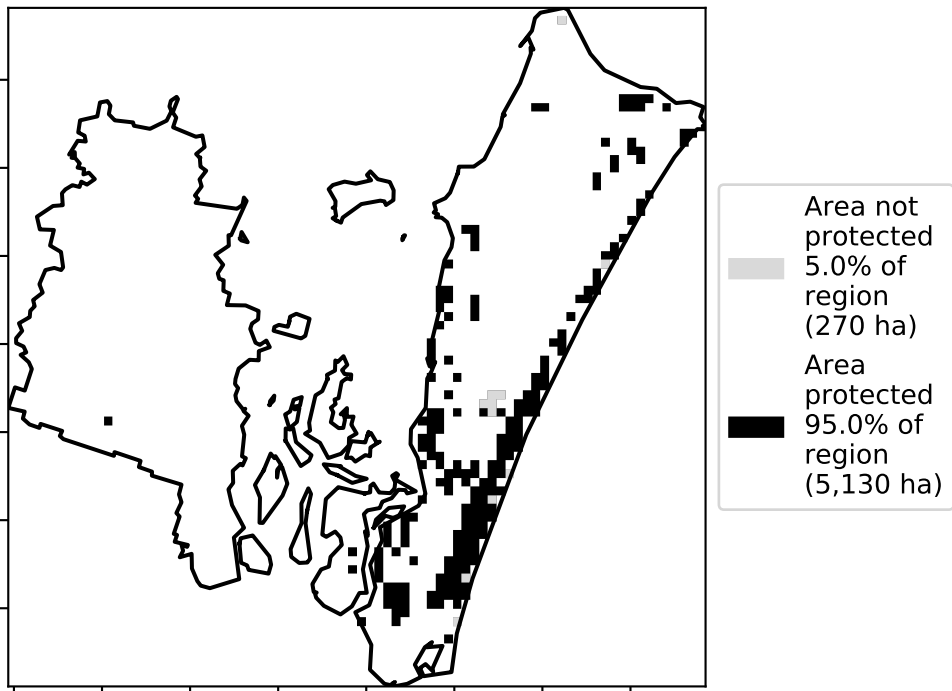 Area not
protected
5.0% of
region
(270 ha)
Area
protected
95.0% of
region
(5,130 ha)